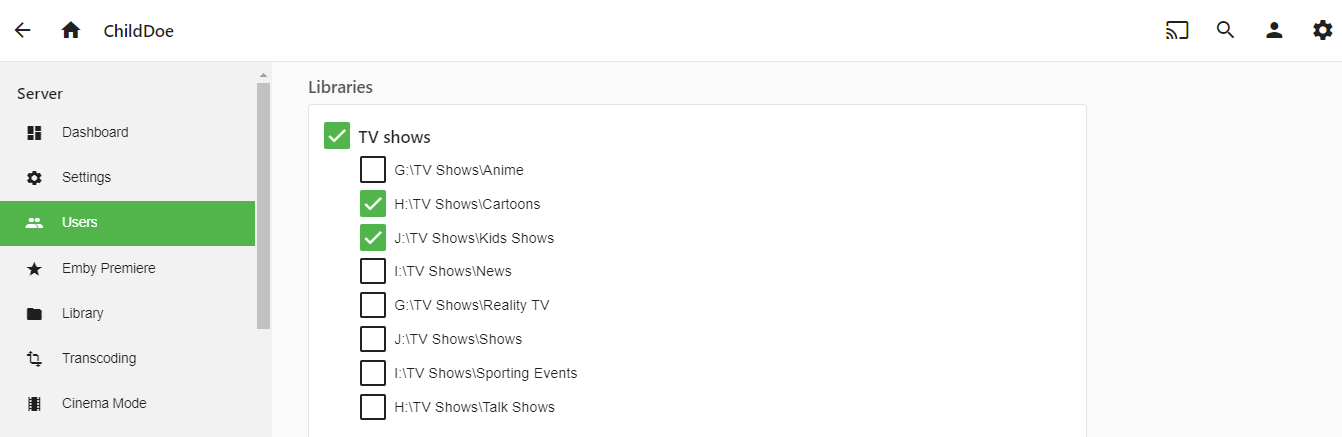 ChildDoe
Server
Dashboard
Settings
Users
Emby Premiere
Library
Transcoding
Cinema Mode
Libraries
TV shows
G:\TV Shows\Anime
H:\TV Shows\Cartoons
J:\TV Shows\Kids Shows
I:\TV Shows\News
G:\TV Shows\Reality TV
J:\TV Shows\Shows
I:\TV Shows\Sporting Events
H:\TV Shows\Talk Shows